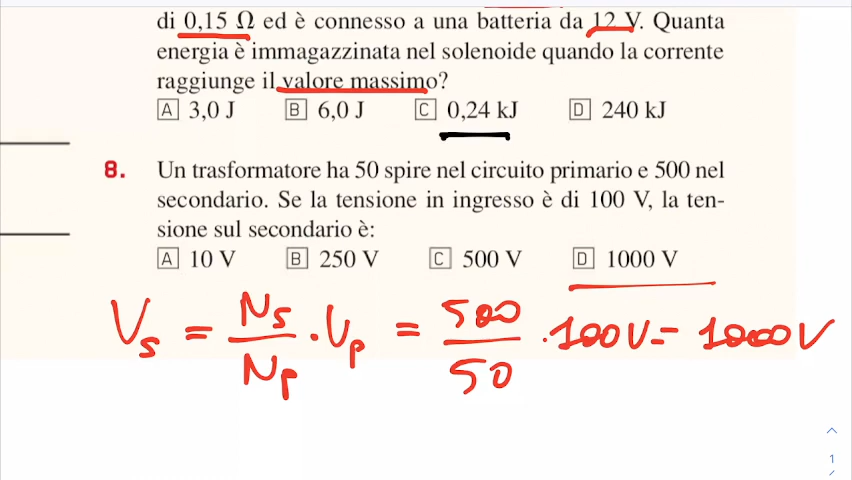 di 0,15 Ω ed è connesso a una batteria da 12 V. Quanta
energia è immagazzinata nel solenoide quando la corrente
raggiunge il valore massimo?
A 3,0 J B 6,0 J C 0,24 kJ D 240 kJ
8. Un trasformatore ha 50 spire nel circuito primario e 500 nel
secondario. Se la tensione in ingresso è di 100 V, la ten-
sione sul secondario è:
A 10 V B 250 V C 500 V D 1000 V
Vs = Ns/Np · Vp = 500/50 · 100V = 1000V
1